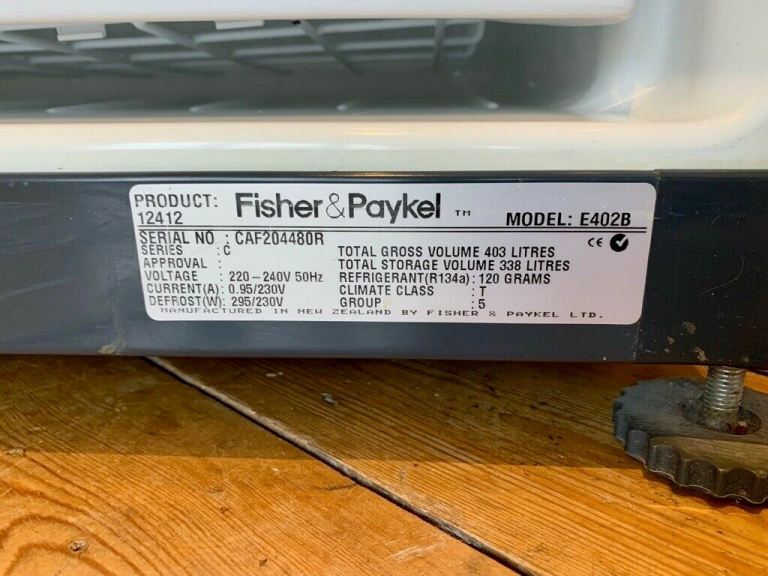 PRODUCT: Fisher&Paykel ™ MODEL: E402B
12412
SERIAL NO : CAF204480R
SERIES : C TOTAL GROSS VOLUME 403 LITRES
APPROVAL : TOTAL STORAGE VOLUME 338 LITRES
VOLTAGE : 220-240V 50Hz REFRIGERANT(R134a): 120 GRAMS
CURRENT(A): 0.95/230V CLIMATE CLASS : T
DEFROST(W): 295/230V GROUP : 5
MANUFACTURED IN NEW ZEALAND BY FISHER & PAYKEL LTD.